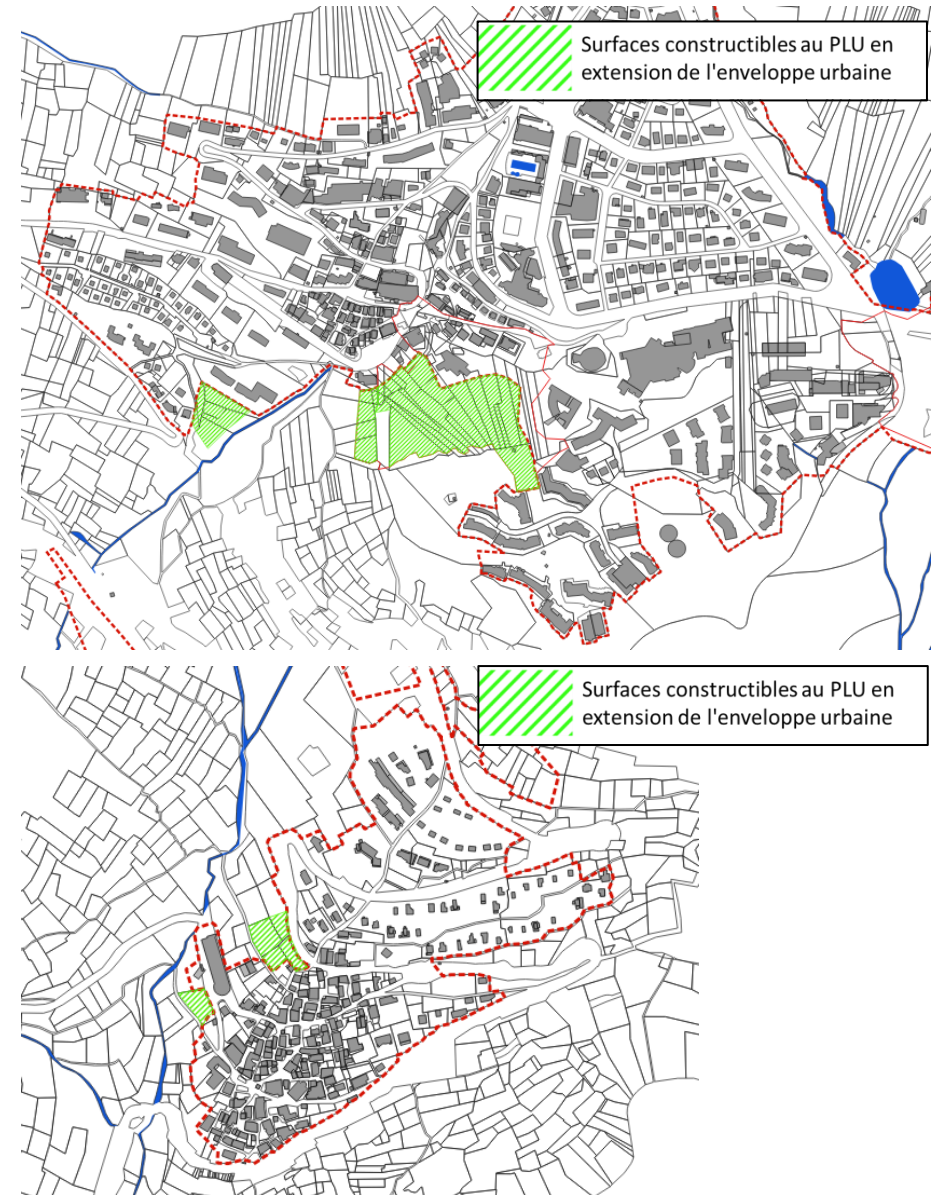 Surfaces constructibles au PLU en
extension de l'enveloppe urbaine
Surfaces constructibles au PLU en
extension de l'enveloppe urbaine